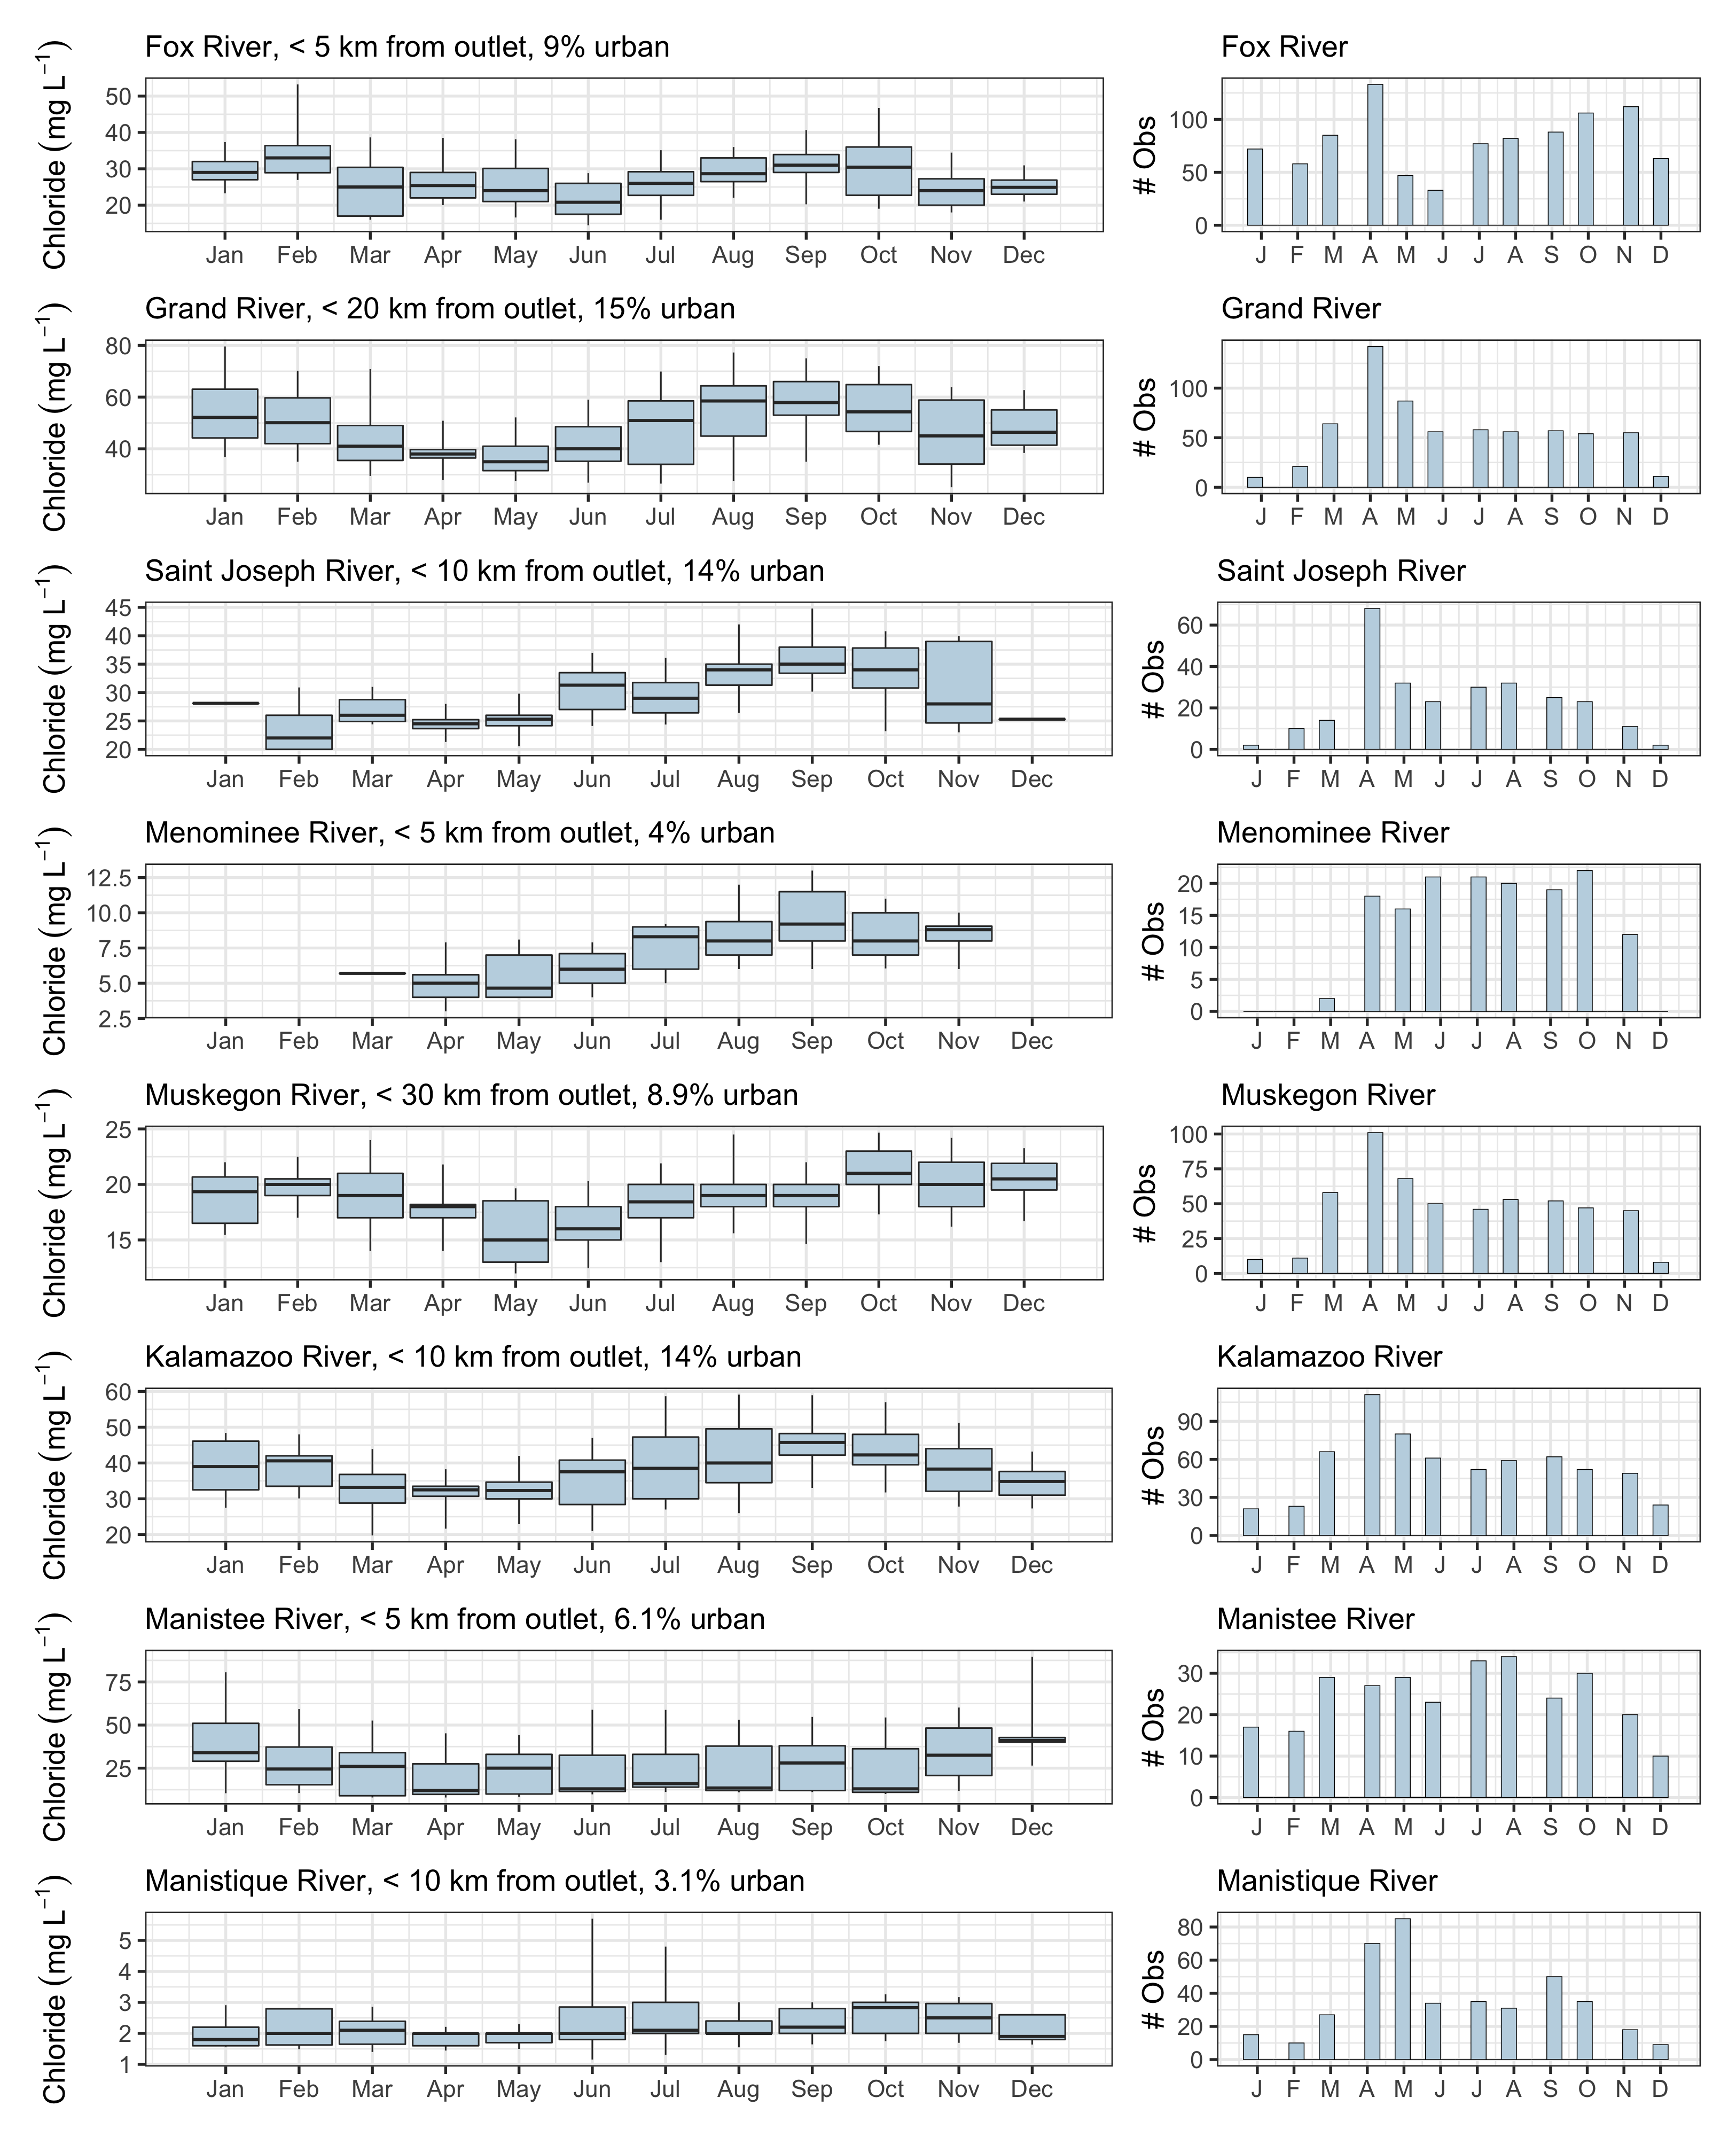 Fox River, < 5 km from outlet, 9% urban
Chloride (mg L⁻¹)
50
40
30
20
Jan Feb Mar Apr May Jun Jul Aug Sep Oct Nov Dec
Fox River
# Obs
100
50
0
J F M A M J J A S O N D
Grand River, < 20 km from outlet, 15% urban
Chloride (mg L⁻¹)
80
60
40
Jan Feb Mar Apr May Jun Jul Aug Sep Oct Nov Dec
Grand River
# Obs
100
50
0
J F M A M J J A S O N D
Saint Joseph River, < 10 km from outlet, 14% urban
Chloride (mg L⁻¹)
45
40
35
30
25
20
Jan Feb Mar Apr May Jun Jul Aug Sep Oct Nov Dec
Saint Joseph River
# Obs
60
40
20
0
J F M A M J J A S O N D
Menominee River, < 5 km from outlet, 4% urban
Chloride (mg L⁻¹)
12.5
10.0
7.5
5.0
2.5
Jan Feb Mar Apr May Jun Jul Aug Sep Oct Nov Dec
Menominee River
# Obs
20
15
10
5
0
J F M A M J J A S O N D
Muskegon River, < 30 km from outlet, 8.9% urban
Chloride (mg L⁻¹)
25
20
15
Jan Feb Mar Apr May Jun Jul Aug Sep Oct Nov Dec
Muskegon River
# Obs
100
75
50
25
0
J F M A M J J A S O N D
Kalamazoo River, < 10 km from outlet, 14% urban
Chloride (mg L⁻¹)
60
50
40
30
20
Jan Feb Mar Apr May Jun Jul Aug Sep Oct Nov Dec
Kalamazoo River
# Obs
90
60
30
0
J F M A M J J A S O N D
Manistee River, < 5 km from outlet, 6.1% urban
Chloride (mg L⁻¹)
75
50
25
Jan Feb Mar Apr May Jun Jul Aug Sep Oct Nov Dec
Manistee River
# Obs
30
20
10
0
J F M A M J J A S O N D
Manistique River, < 10 km from outlet, 3.1% urban
Chloride (mg L⁻¹)
5
4
3
2
1
Jan Feb Mar Apr May Jun Jul Aug Sep Oct Nov Dec
Manistique River
# Obs
80
60
40
20
0
J F M A M J J A S O N D